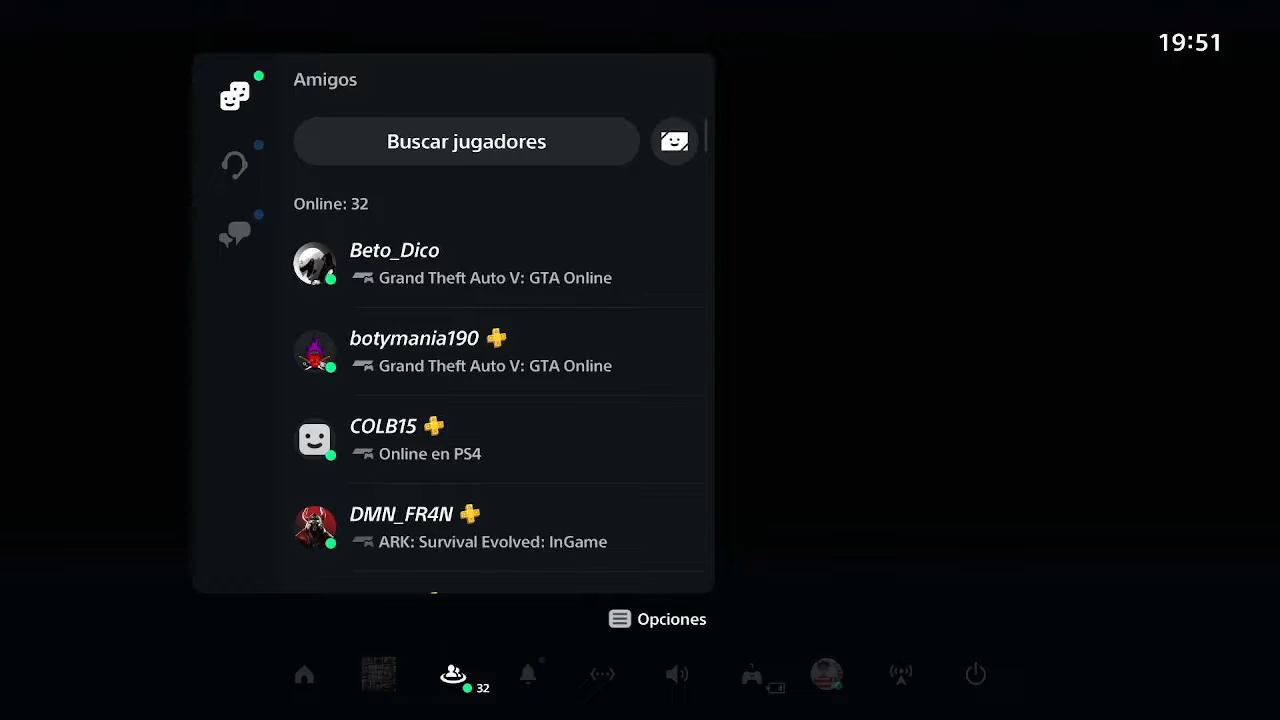 19:51
Amigos
Buscar jugadores
Online: 32
Beto_Dico
Grand Theft Auto V: GTA Online
botymania190
Grand Theft Auto V: GTA Online
COLB15
Online en PS4
DMN_FR4N
ARK: Survival Evolved: InGame
Opciones
32